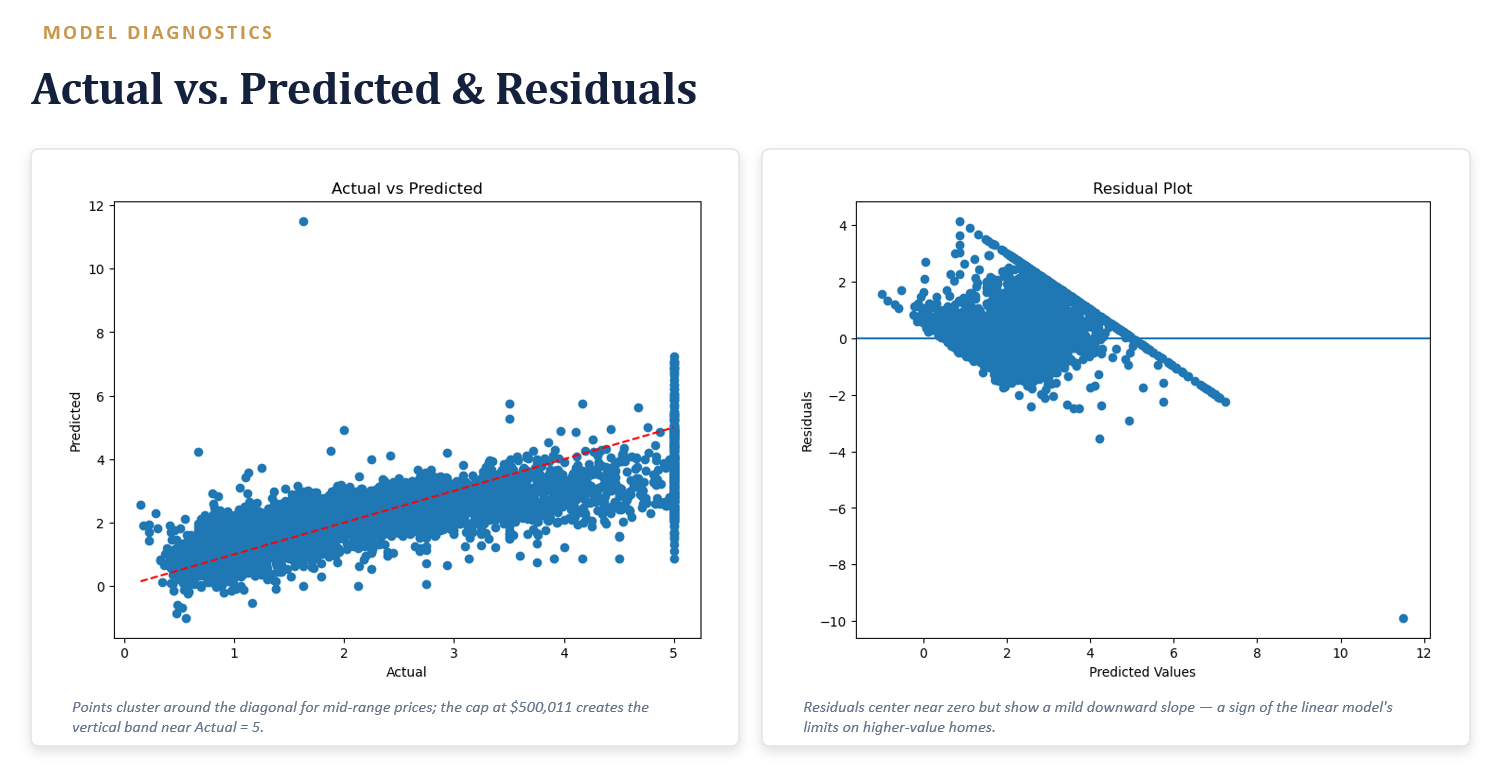 MODEL DIAGNOSTICS
Actual vs. Predicted & Residuals
Actual vs Predicted
12
10
8
6
4
2
0
Predicted
0 1 2 3 4 5
Actual
Points cluster around the diagonal for mid-range prices; the cap at $500,011 creates the
vertical band near Actual = 5.
Residual Plot
4
2
0
−2
−4
−6
−8
−10
Residuals
0 2 4 6 8 10 12
Predicted Values
Residuals center near zero but show a mild downward slope — a sign of the linear model's
limits on higher-value homes.